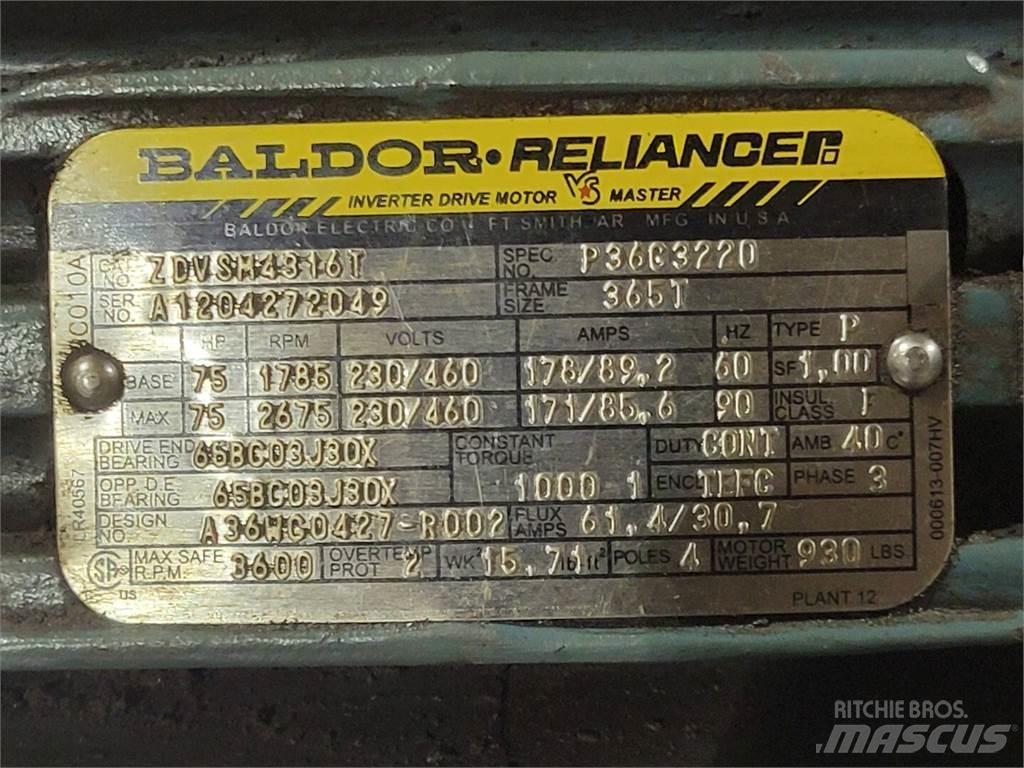 BALDOR • RELIANCER
INVERTER DRIVE MOTOR VS MASTER
BALDOR ELECTRIC CO. FT SMITH AR MFG. IN U.S.A
CAT. NO. ZDVSM4316T SPEC. NO. P36G3220
SER. NO. A1204272049 FRAME SIZE 365T
HP RPM VOLTS AMPS HZ TYPE P
BASE 75 1785 230/460 178/89.2 60 SF 1.00
MAX 75 2675 230/460 171/85.6 90 INSUL. CLASS F
DRIVE END BEARING 65BC03J30X CONSTANT TORQUE DUTY CONT AMB 40 C°
OPP. D.E. BEARING 65BC03J30X 1000 1 ENCL TEFC PHASE 3
DESIGN NO. A36WG0427-R002 FLUX AMPS 61.4/30.7
MAX SAFE R.P.M. 3600 OVERTEMP PROT 2 WK² 15.71 lb-ft² POLES 4 MOTOR WEIGHT 930 LBS.
SA US
PLANT 12
C010A
LR40567
000613-007HV
RITCHIE BROS.
MASCUS